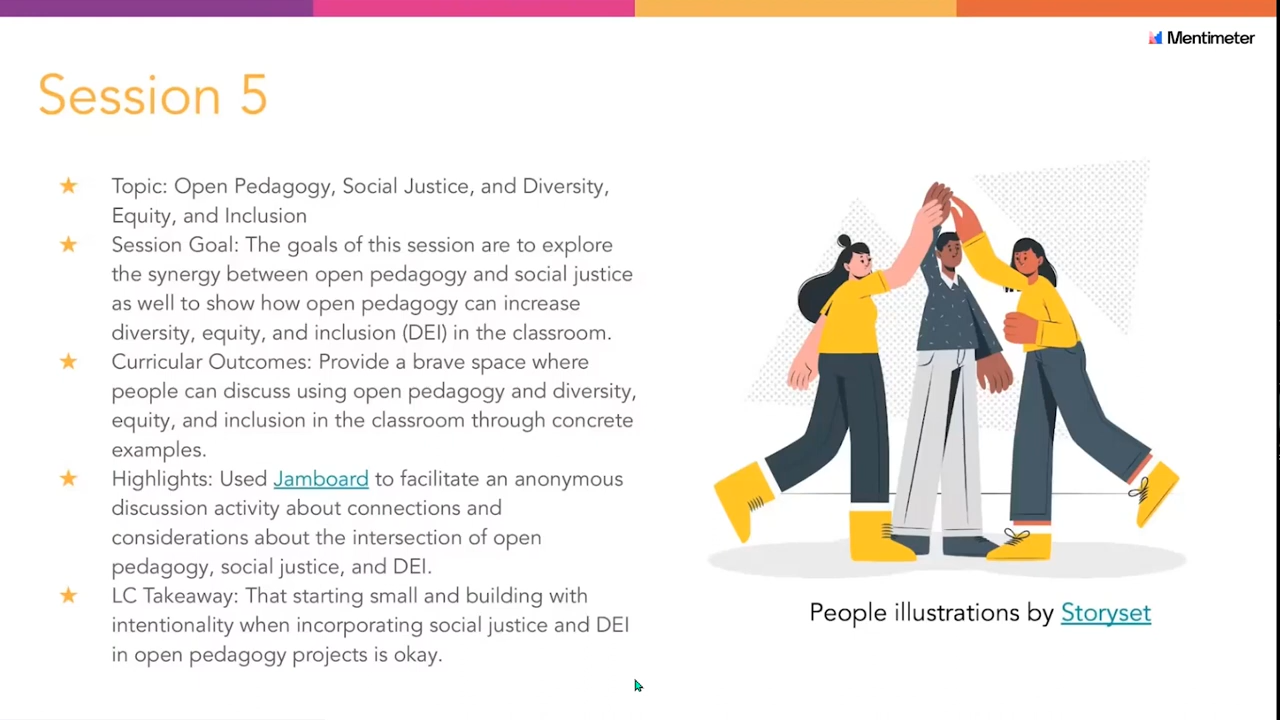 Mentimeter
Session 5
Topic: Open Pedagogy, Social Justice, and Diversity,
Equity, and Inclusion
Session Goal: The goals of this session are to explore
the synergy between open pedagogy and social justice
as well to show how open pedagogy can increase
diversity, equity, and inclusion (DEI) in the classroom.
Curricular Outcomes: Provide a brave space where
people can discuss using open pedagogy and diversity,
equity, and inclusion in the classroom through concrete
examples.
Highlights: Used Jamboard to facilitate an anonymous
discussion activity about connections and
considerations about the intersection of open
pedagogy, social justice, and DEI.
LC Takeaway: That starting small and building with
intentionality when incorporating social justice and DEI
in open pedagogy projects is okay.
People illustrations by Storyset